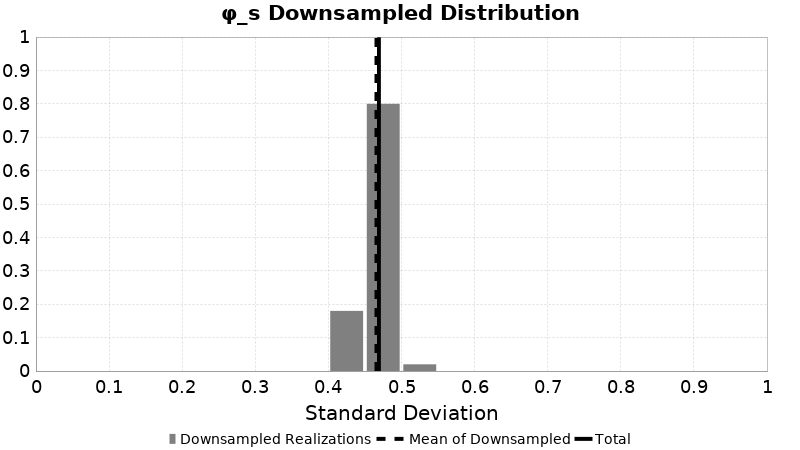 φ_s Downsampled Distribution
1
0.9
0.8
0.7
0.6
0.5
0.4
0.3
0.2
0.1
0
0 0.1 0.2 0.3 0.4 0.5 0.6 0.7 0.8 0.9 1
Standard Deviation
Downsampled Realizations Mean of Downsampled Total